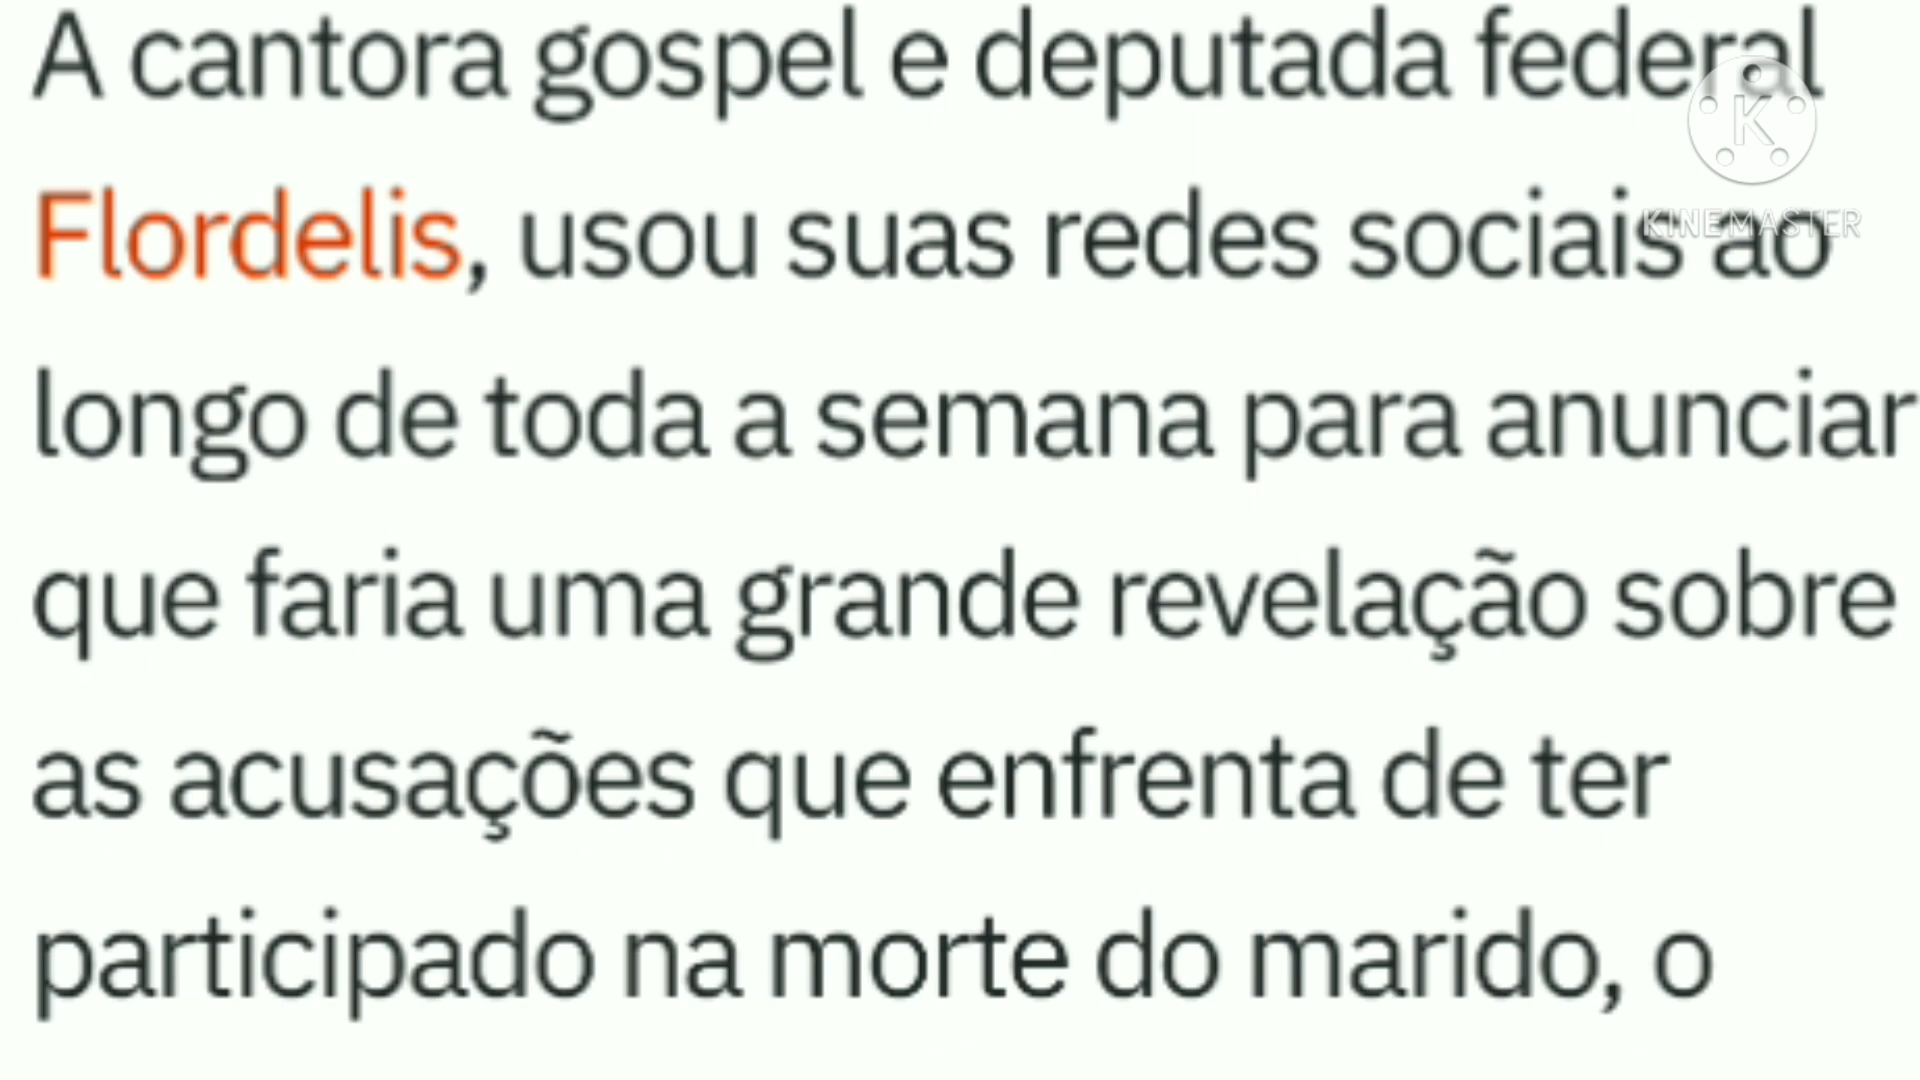 A cantora gospel e deputada federal
Flordelis, usou suas redes sociais ao
longo de toda a semana para anunciar
que faria uma grande revelação sobre
as acusações que enfrenta de ter
participado na morte do marido, o
K
KINEMASTER